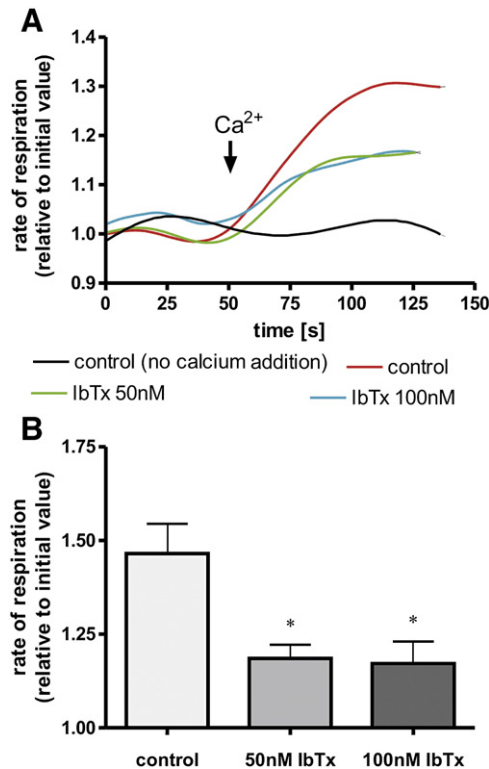 A
rate of respiration
(relative to initial value)
1.4
1.3
1.2
1.1
1.0
0.9
Ca2+
0 25 50 75 100 125 150
time [s]
control (no calcium addition) control
IbTx 50nM IbTx 100nM
B
rate of respiration
(relative to initial value)
1.75
1.50
1.25
1.00
* *
control 50nM IbTx 100nM IbTx